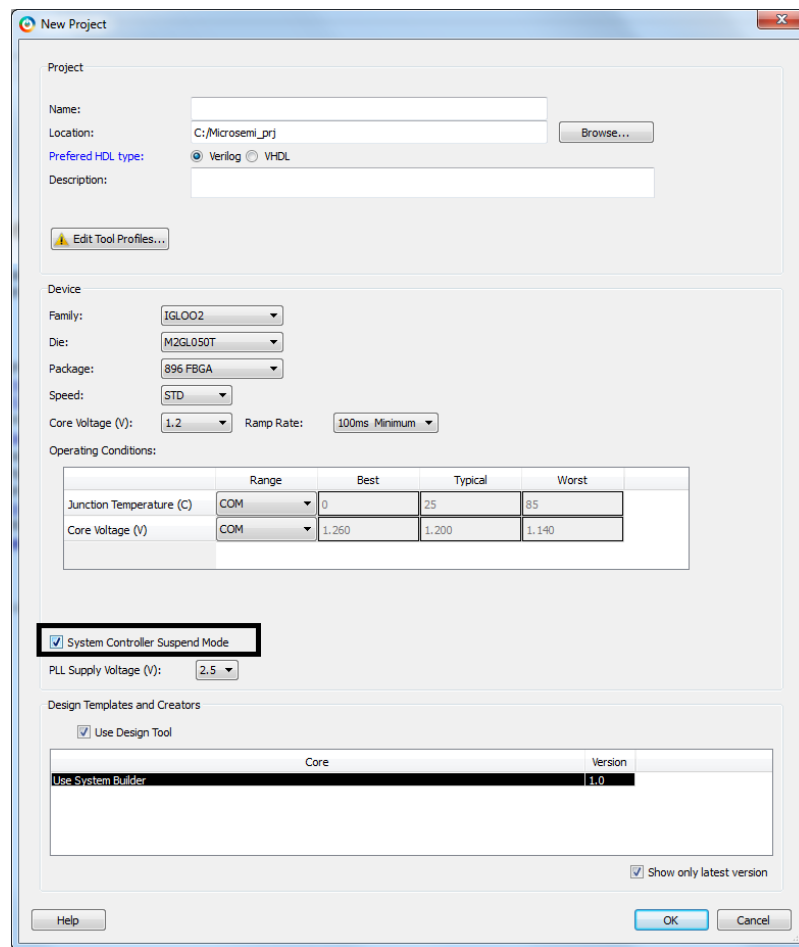 New Project
Project
Name:
Location: C:/Microsemi_prj Browse...
Prefered HDL type: Verilog VHDL
Description:
Edit Tool Profiles...
Device
Family: IGLOO2
Die: M2GL050T
Package: 896 FBGA
Speed: STD
Core Voltage (V): 1.2 Ramp Rate: 100ms Minimum
Operating Conditions:
Range Best Typical Worst
Junction Temperature (C) COM 0 25 85
Core Voltage (V) COM 1.260 1.200 1.140
System Controller Suspend Mode
PLL Supply Voltage (V): 2.5
Design Templates and Creators
Use Design Tool
Core Version
Use System Builder 1.0
Show only latest version
Help OK Cancel